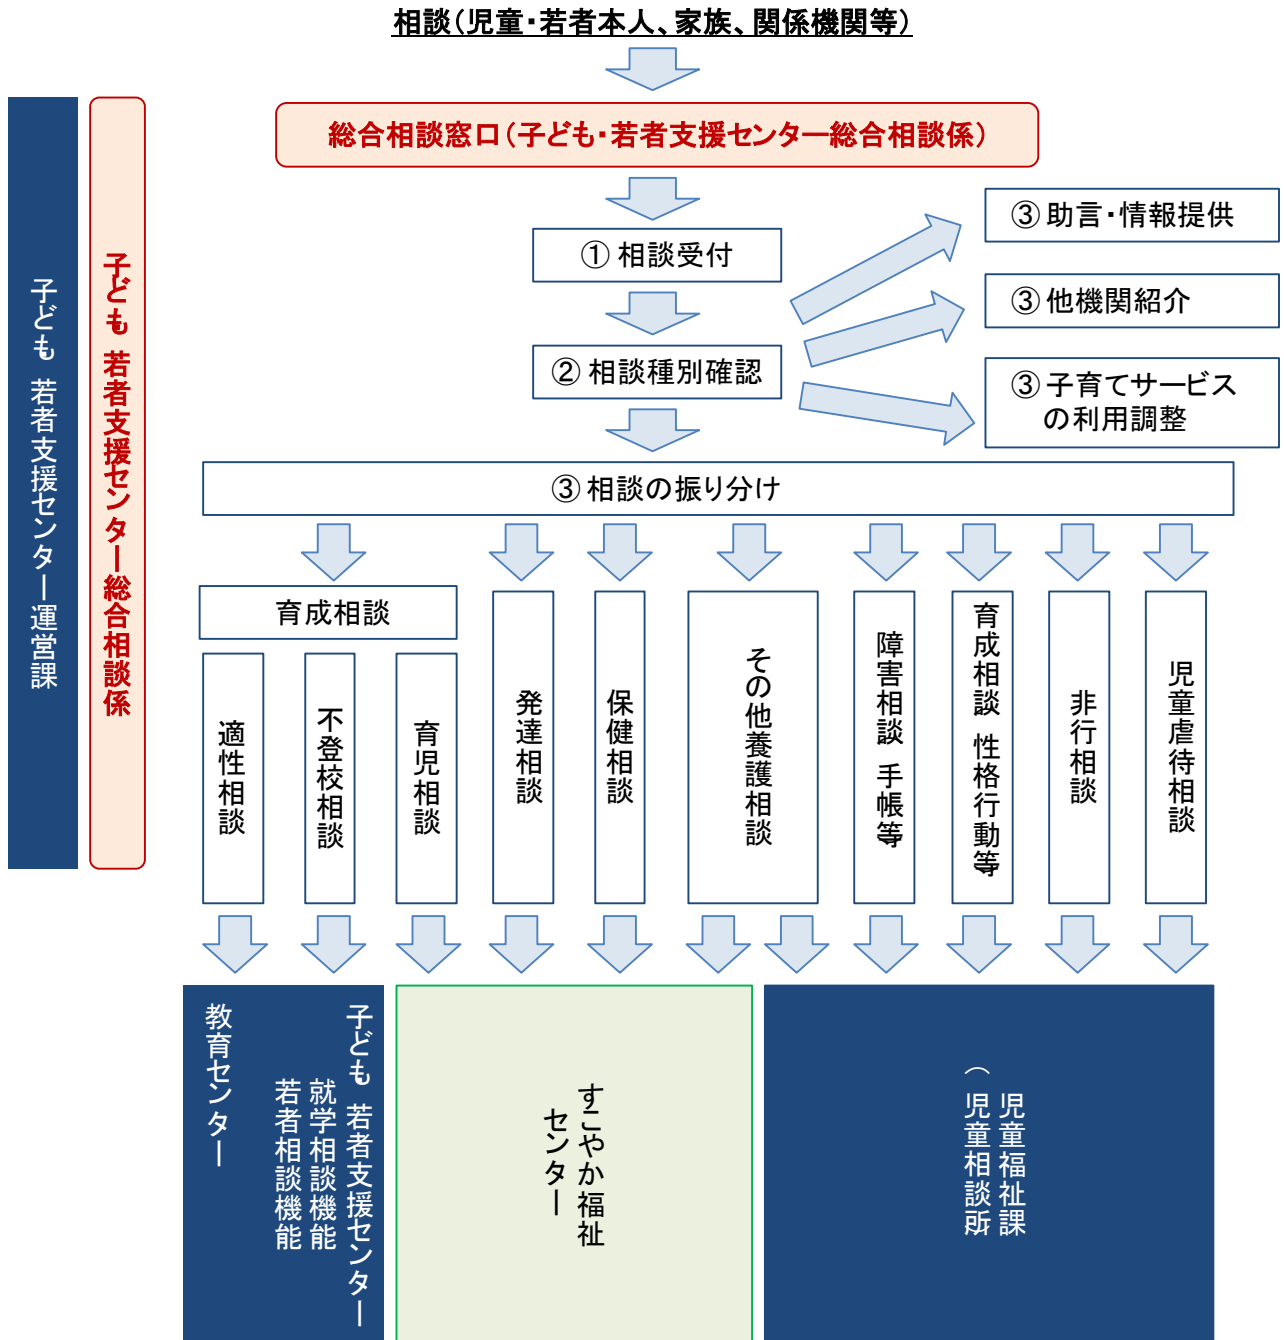 相談(児童・若者本人、家族、関係機関等)
総合相談窓口(子ども・若者支援センター総合相談係)
子ども 若者支援センター運営課
子ども 若者支援センター総合相談係
① 相談受付
② 相談種別確認
③ 助言・情報提供
③ 他機関紹介
③ 子育てサービス
の利用調整
③ 相談の振り分け
育成相談
適性相談
不登校相談
育児相談
発達相談
保健相談
その他養護相談
障害相談 手帳等
育成相談 性格行動等
非行相談
児童虐待相談
子ども 若者支援センター
就学相談機能
若者相談機能
教育センター
すこやか福祉
センター
児童福祉課
(児童相談所)